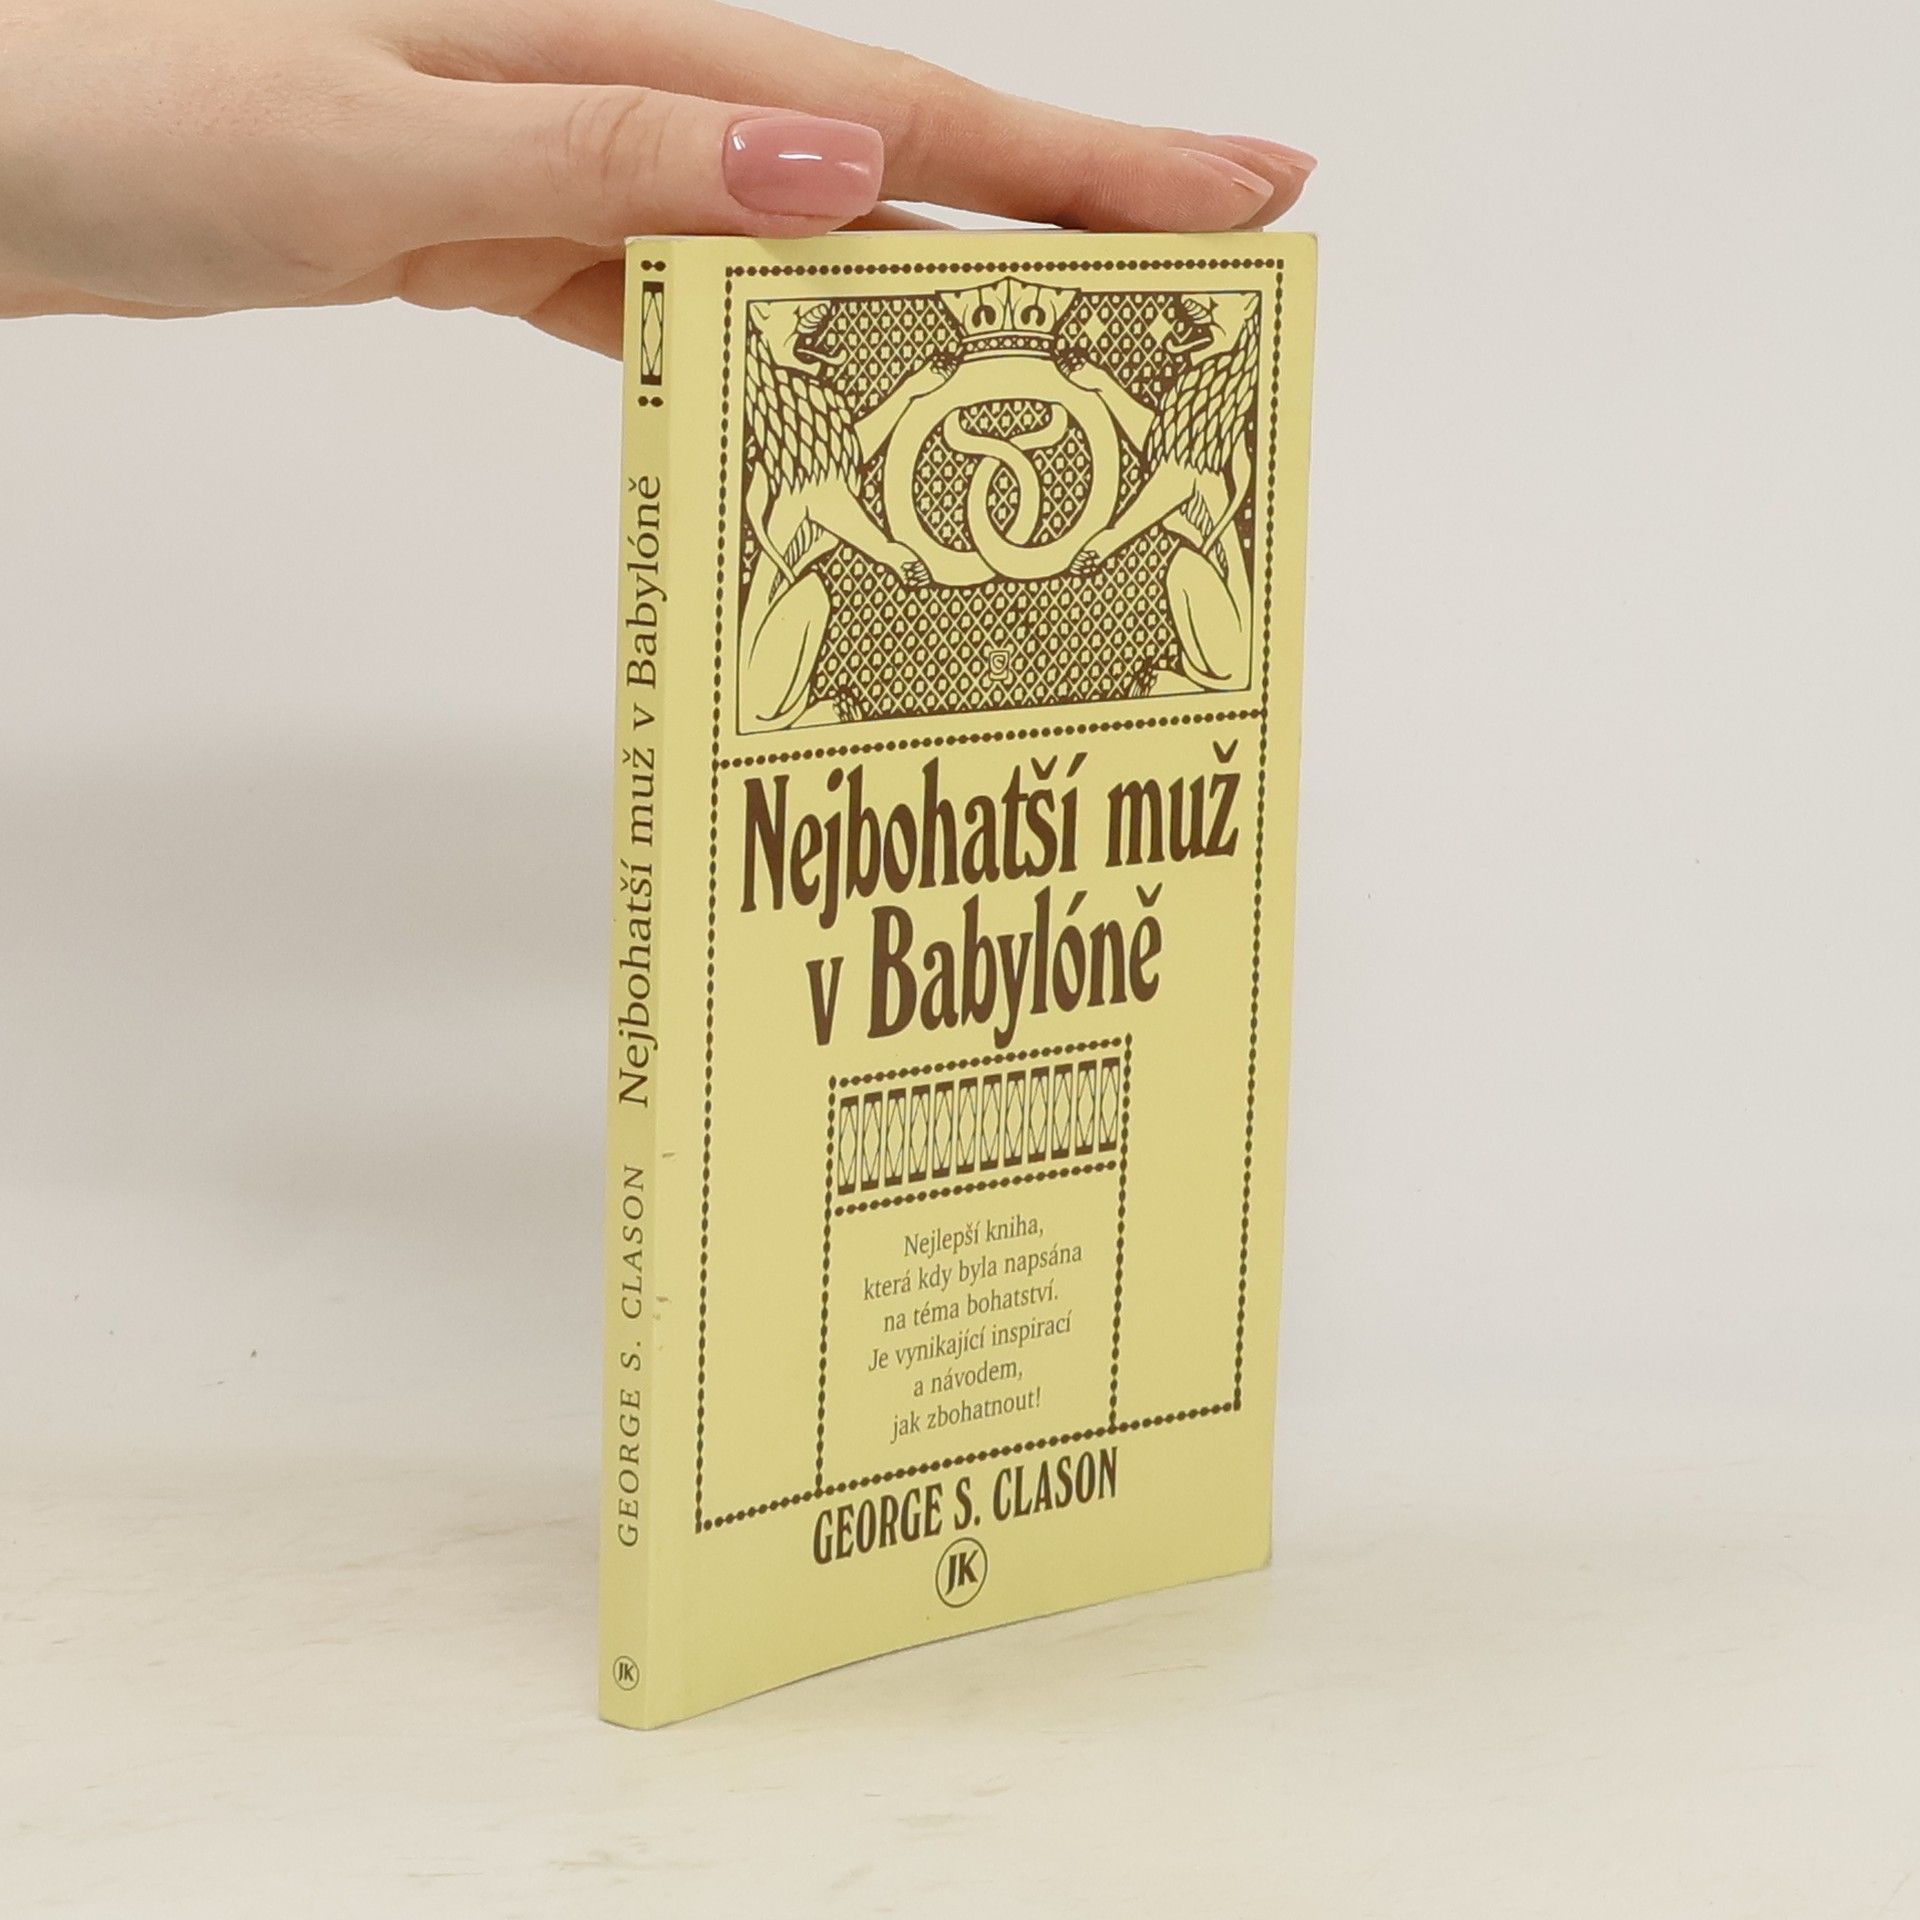 GEORGE S. CLASON Nejbohatší muž v Babylóně
JK
Nejbohatší muž
v Babylóně
Nejlepší kniha,
která kdy byla napsána
na téma bohatství.
Je vynikající inspirací
a návodem,
jak zbohatnout!
GEORGE S. CLASON
JK